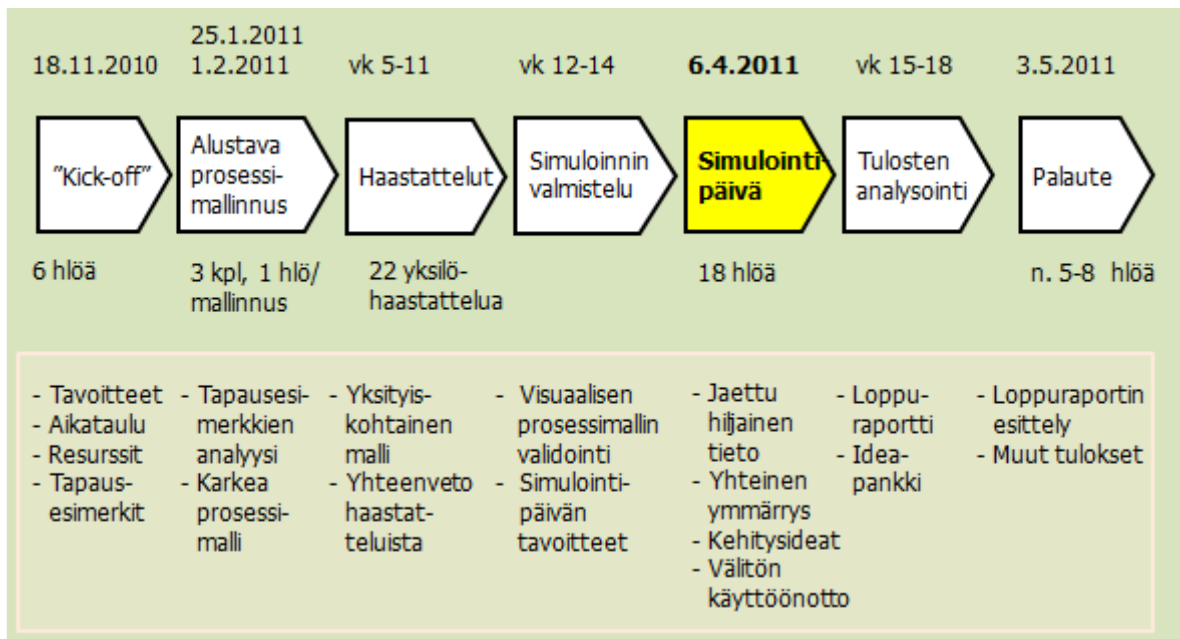 25.1.2011
18.11.2010 1.2.2011 vk 5-11 vk 12-14 6.4.2011 vk 15-18 3.5.2011
"Kick-off"
Alustava
prosessi-
mallinnus
Haastattelut
Simuloinnin
valmistelu
Simulointi-
päivä
Tulosten
analysointi
Palaute
6 hlöä
3 kpl, 1 hlö/
mallinnus
22 yksilö-
haastattelua
18 hlöä
n. 5-8 hlöä
- Tavoitteet
- Aikataulu
- Resurssit
- Tapaus-
esimerkit
- Tapausesi-
merkkien
analyysi
- Karkea
prosessi-
malli
- Yksityis-
kohtainen
malli
- Yhteenveto
haastat-
teluista
- Visuaalisen
prosessimallin
validointi
- Simulointi-
päivän
tavoitteet
- Jaettu
hiljainen
tieto
- Yhteinen
ymmärrys
- Kehitysideat
- Välitön
käyttöönotto
- Loppu-
raportti
- Idea-
pankki
- Loppuraportin
esittely
- Muut tulokset